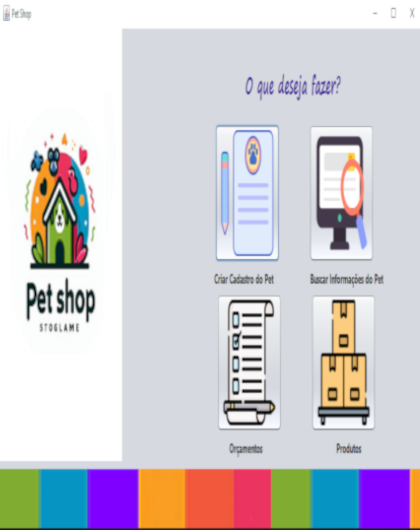 Pet Shop
O que deseja fazer?
Criar Cadastro do Pet
Buscar Informações do Pet
Pet shop
STOGLAME
Orçamentos
Produtos